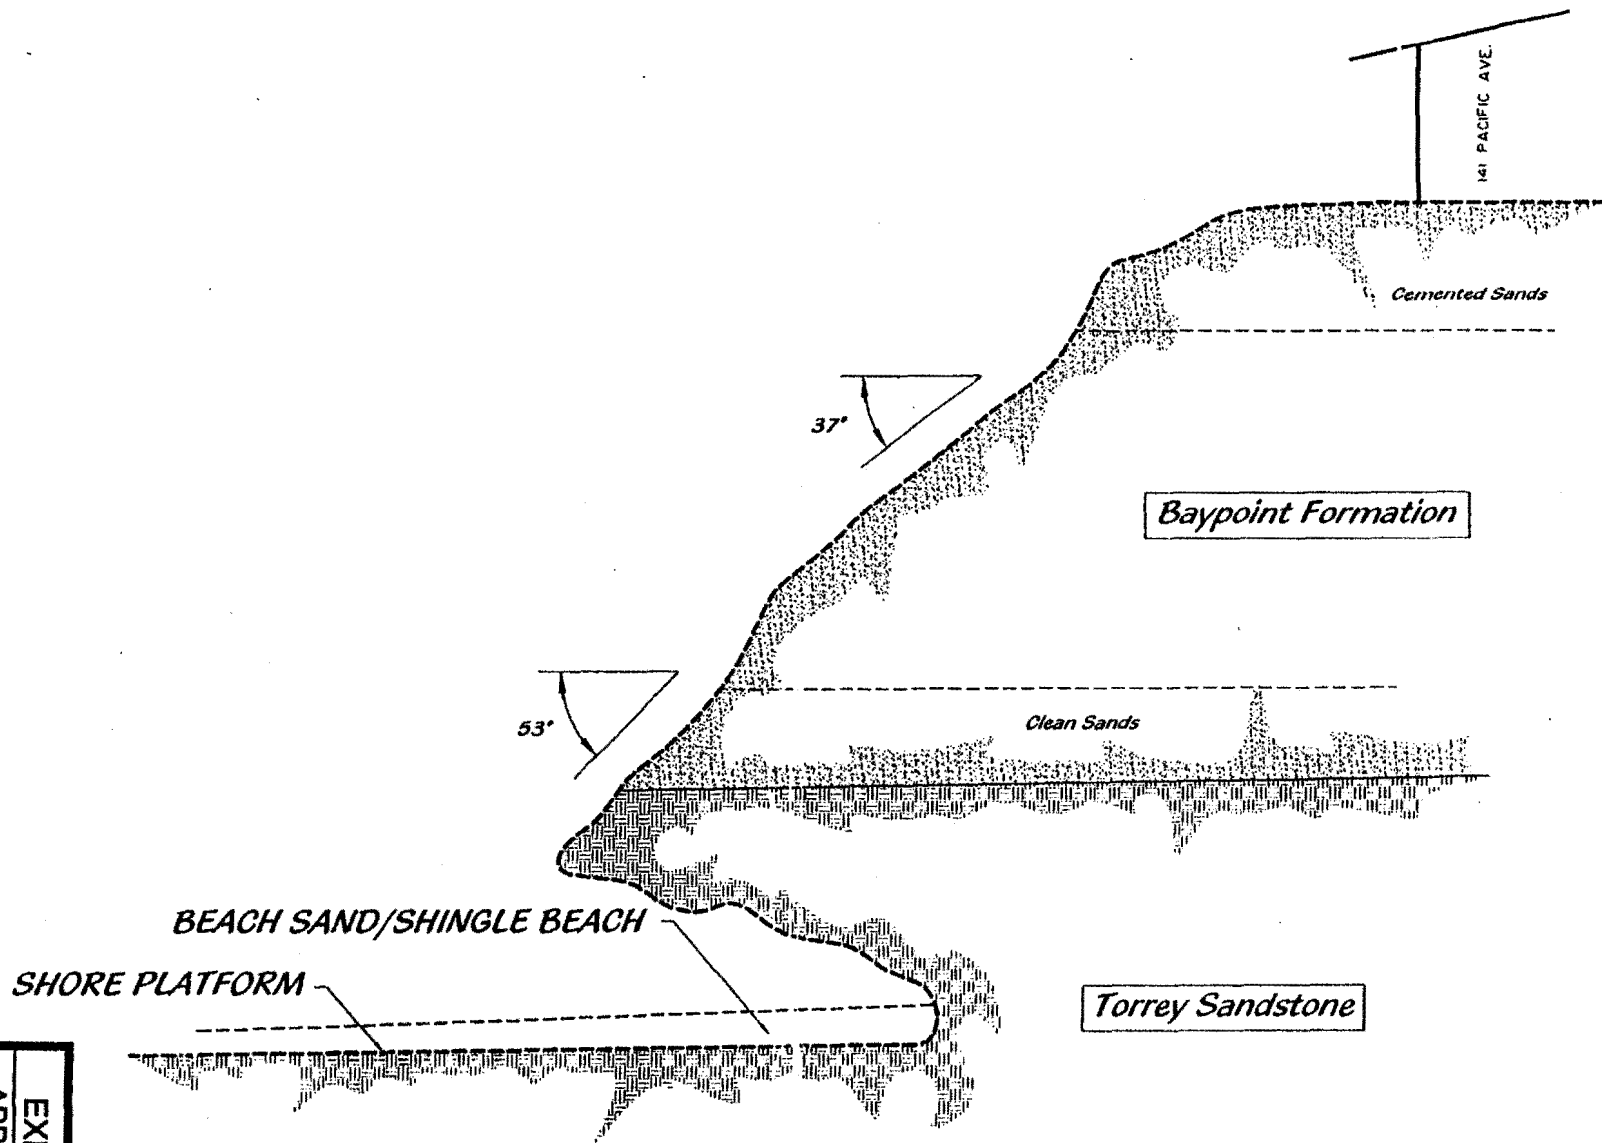 141 PACIFIC AVE.
Cemented Sands
37°
Baypoint Formation
53°
Clean Sands
BEACH SAND/SHINGLE BEACH
SHORE PLATFORM
Torrey Sandstone